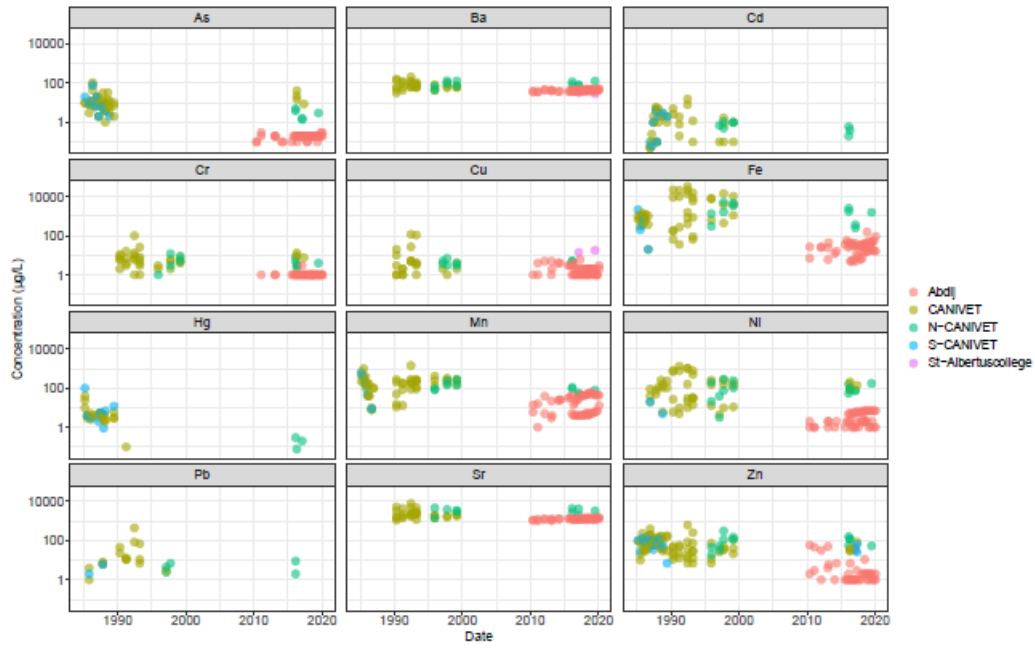 As Ba Cd
10000
100
1
Cr Cu Fe
10000
100
1
Concentration (µg/L)
Hg Mn Ni
10000
100
1
Pb Sr Zn
10000
100
1
1990 2000 2010 2020 1990 2000 2010 2020 1990 2000 2010 2020
Date
Abdij
CANIVET
N-CANIVET
S-CANIVET
St-Albertuscollege